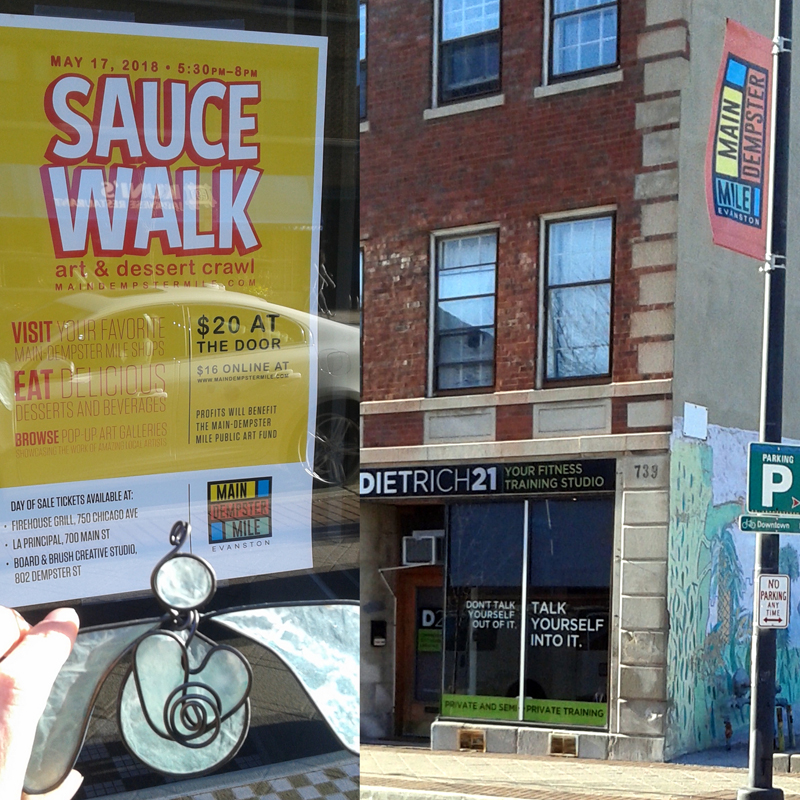 MAY 17, 2018 • 5:30PM–8PM
SAUCE
WALK
art & dessert crawl
MAINDEMPSTERMILE.COM
VISIT YOUR FAVORITE
MAIN-DEMPSTER MILE SHOPS
EAT DELICIOUS
DESSERTS AND BEVERAGES
BROWSE POP UP ART GALLERIES
$20 AT
THE DOOR
$16 ONLINE AT
WWW.MAINDEMPSTERMILE.COM
PROFITS WILL BENEFIT
THE MAIN-DEMPSTER
MILE PUBLIC ART FUND
DAY OF SALE TICKETS AVAILABLE AT:
• FIREHOUSE GRILL, 750 CHICAGO AVE
• LA PRINCIPAL, 700 MAIN ST
• BOARD & BRUSH CREATIVE STUDIO,
802 DEMPSTER ST
MAIN
DEMPSTER
MILE
EVANSTON
MAIN
DEMPSTER
MILE
EVANSTON
DIETRICH21 YOUR FITNESS
TRAINING STUDIO
739
DON'T TALK
YOURSELF
OUT OF IT.
TALK
YOURSELF
INTO IT.
PRIVATE AND SEMI-PRIVATE TRAINING
PARKING
P
Downtown
NO
PARKING
ANY
TIME